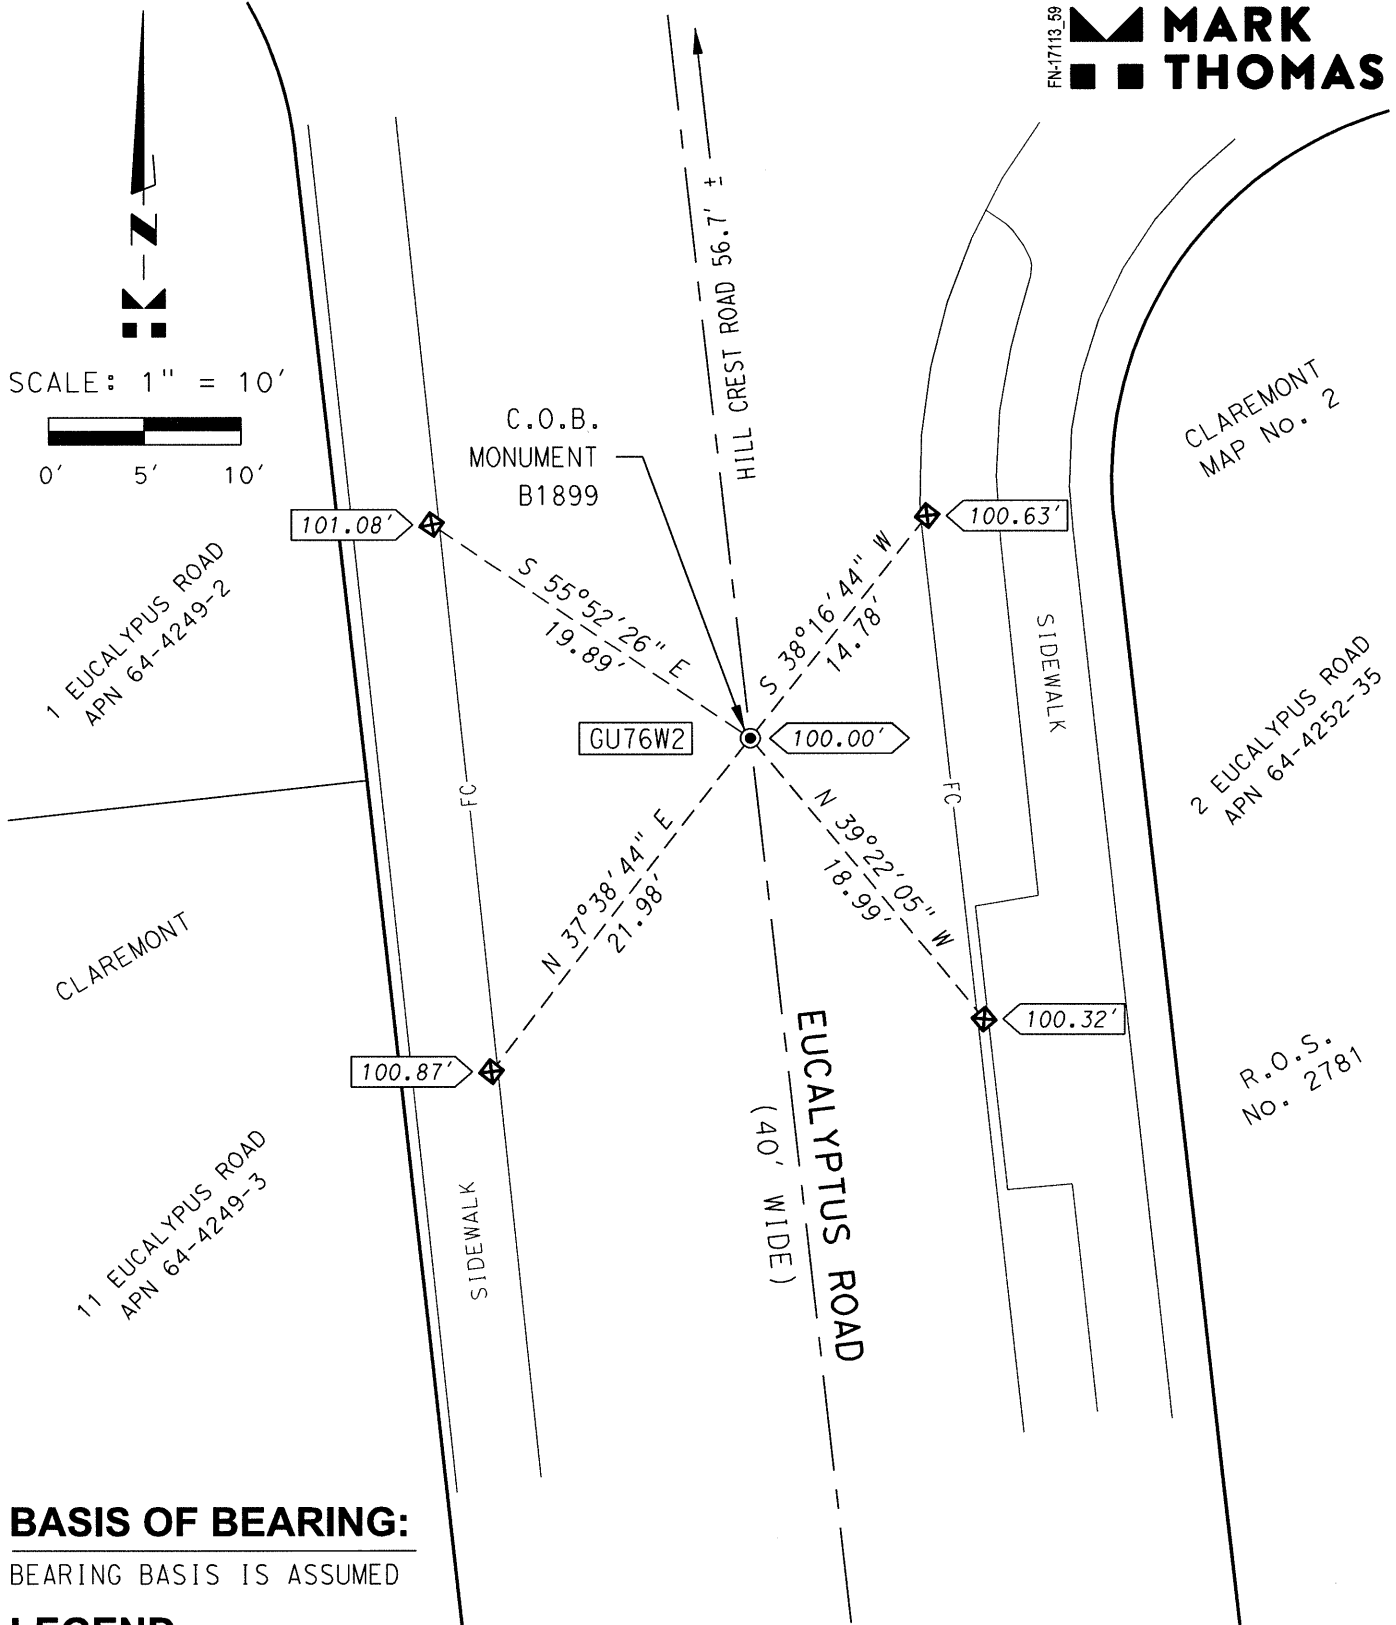 FN-17113_59
MARK
THOMAS
N
SCALE: 1" = 10'
0' 5' 10'
HILL CREST ROAD 56.7' ±
C.O.B.
MONUMENT
B1899
CLAREMONT
MAP No. 2
101.08'
100.63'
S 55°52'26" E
19.89'
S 38°16'44" W
14.78'
1 EUCALYPUS ROAD
APN 64-4249-2
SIDEWALK
2 EUCALYPUS ROAD
APN 64-4252-35
GU76W2
100.00'
FC
FC
N 37°38'44" E
21.98'
N 39°22'05" W
18.99'
CLAREMONT
100.87'
100.32'
EUCALYPTUS ROAD
(40' WIDE)
R.O.S.
No. 2781
11 EUCALYPUS ROAD
APN 64-4249-3
SIDEWALK
BASIS OF BEARING:
BEARING BASIS IS ASSUMED